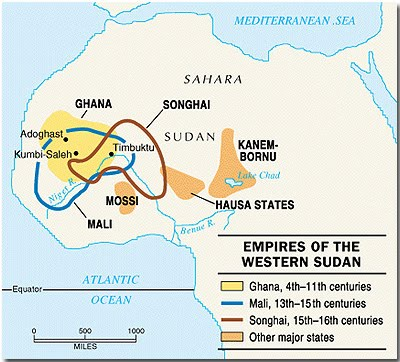 MEDITERRANEAN SEA
SAHARA
GHANA
SONGHAI
Adoghast
SUDAN
KANEM-
BORNU
Kumbi-Saleh
Timbuktu
Lake Chad
Niger R.
MOSSI
HAUSA STATES
MALI
Benue R.
EMPIRES OF THE
WESTERN SUDAN
ATLANTIC
OCEAN
Equator
Ghana, 4th–11th centuries
Mali, 13th–15th centuries
Songhai, 15th–16th centuries
Other major states
0 500 1000
MILES